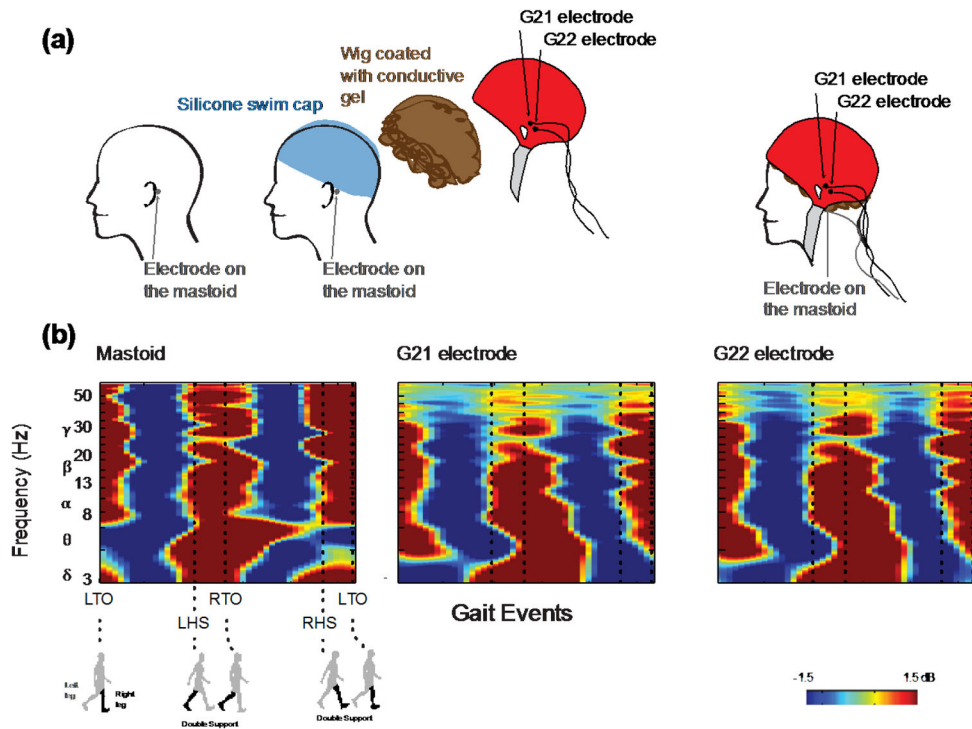 (a)
G21 electrode
G22 electrode
Wig coated
with conductive
gel
Silicone swim cap
G21 electrode
G22 electrode
Electrode on
the mastoid
Electrode on
the mastoid
Electrode on
the mastoid
(b)
Mastoid
G21 electrode
G22 electrode
Frequency (Hz)
50
30
γ
20
β
13
α
8
θ
δ
3
LTO
RTO
LTO
LHS
RHS
Gait Events
Left
leg
Right
leg
Double Support
Double Support
-1.5
1.5 dB